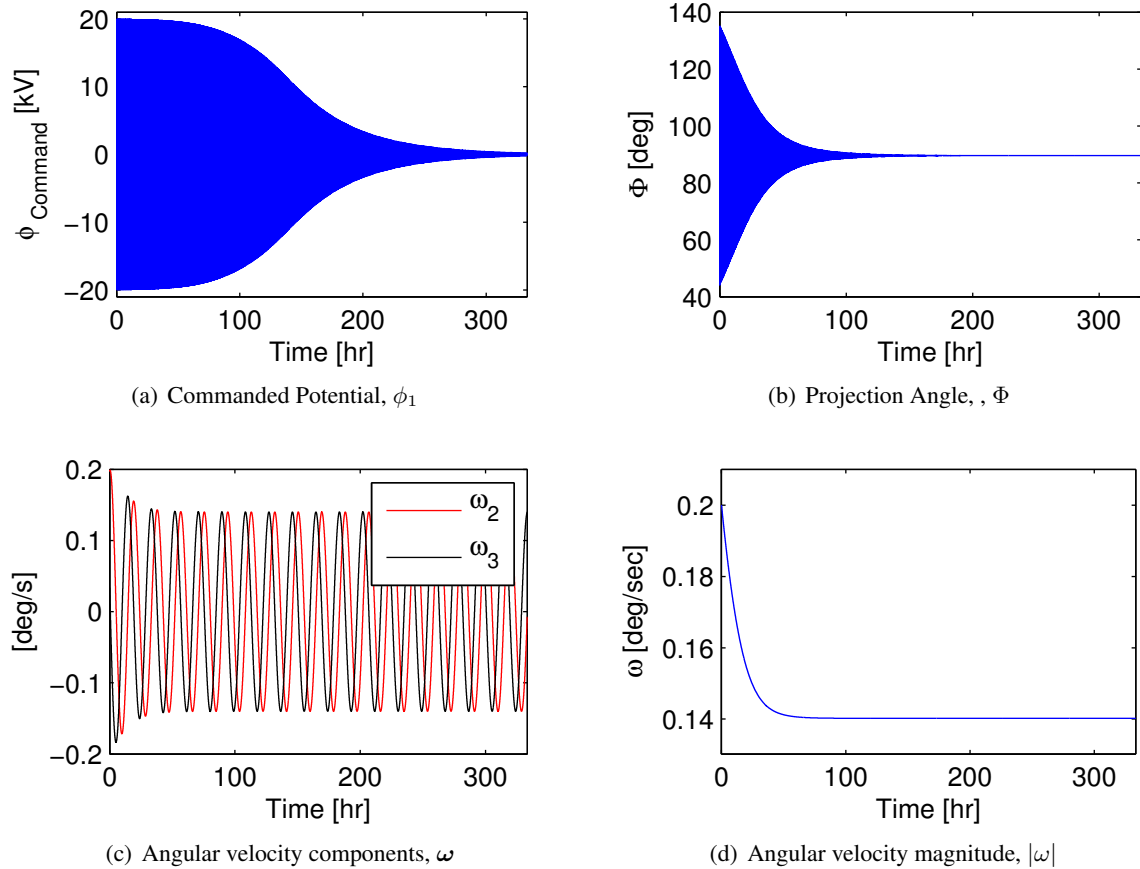 20
10
0
−10
−20
ϕ Command [kV]
0 100 200 300
Time [hr]
(a) Commanded Potential, ϕ1
140
120
100
80
60
40
Φ [deg]
0 100 200 300
Time [hr]
(b) Projection Angle, , Φ
0.2
0.1
0
−0.1
−0.2
[deg/s]
ω2
ω3
0 100 200 300
Time [hr]
(c) Angular velocity components, ω
0.2
0.18
0.16
0.14
ω [deg/sec]
0 100 200 300
Time [hr]
(d) Angular velocity magnitude, |ω|